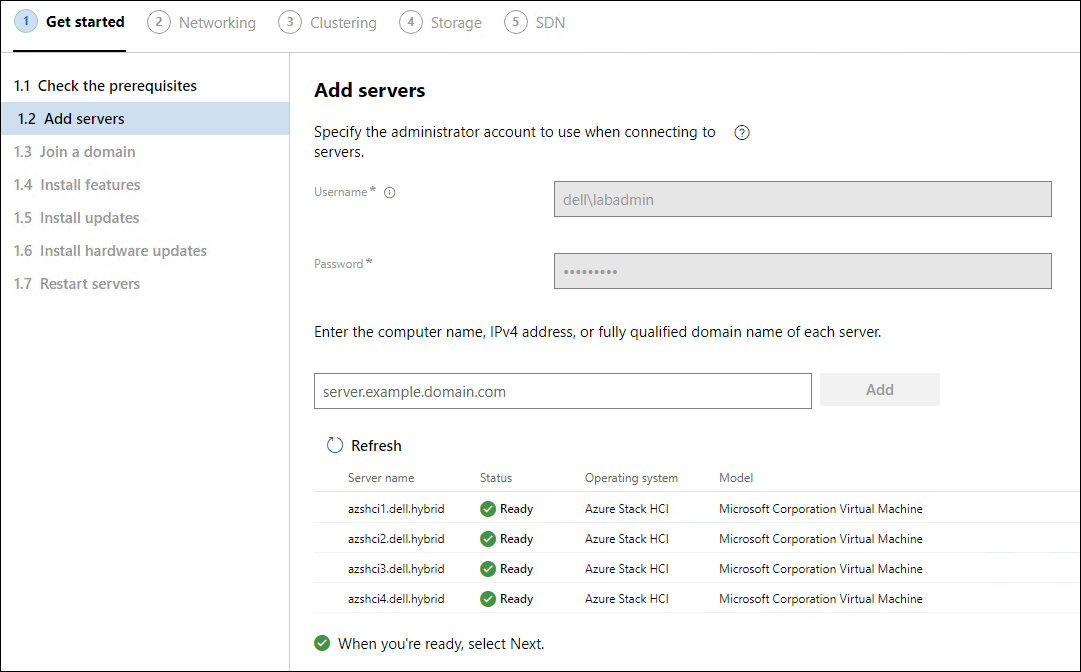 1 Get started 2 Networking 3 Clustering 4 Storage 5 SDN
1.1 Check the prerequisites
1.2 Add servers
1.3 Join a domain
1.4 Install features
1.5 Install updates
1.6 Install hardware updates
1.7 Restart servers
Add servers
Specify the administrator account to use when connecting to
servers.
Username *
dell\labadmin
Password *
•••••••••
Enter the computer name, IPv4 address, or fully qualified domain name of each server.
server.example.domain.com Add
Refresh
Server name Status Operating system Model
azshci1.dell.hybrid Ready Azure Stack HCI Microsoft Corporation Virtual Machine
azshci2.dell.hybrid Ready Azure Stack HCI Microsoft Corporation Virtual Machine
azshci3.dell.hybrid Ready Azure Stack HCI Microsoft Corporation Virtual Machine
azshci4.dell.hybrid Ready Azure Stack HCI Microsoft Corporation Virtual Machine
When you're ready, select Next.